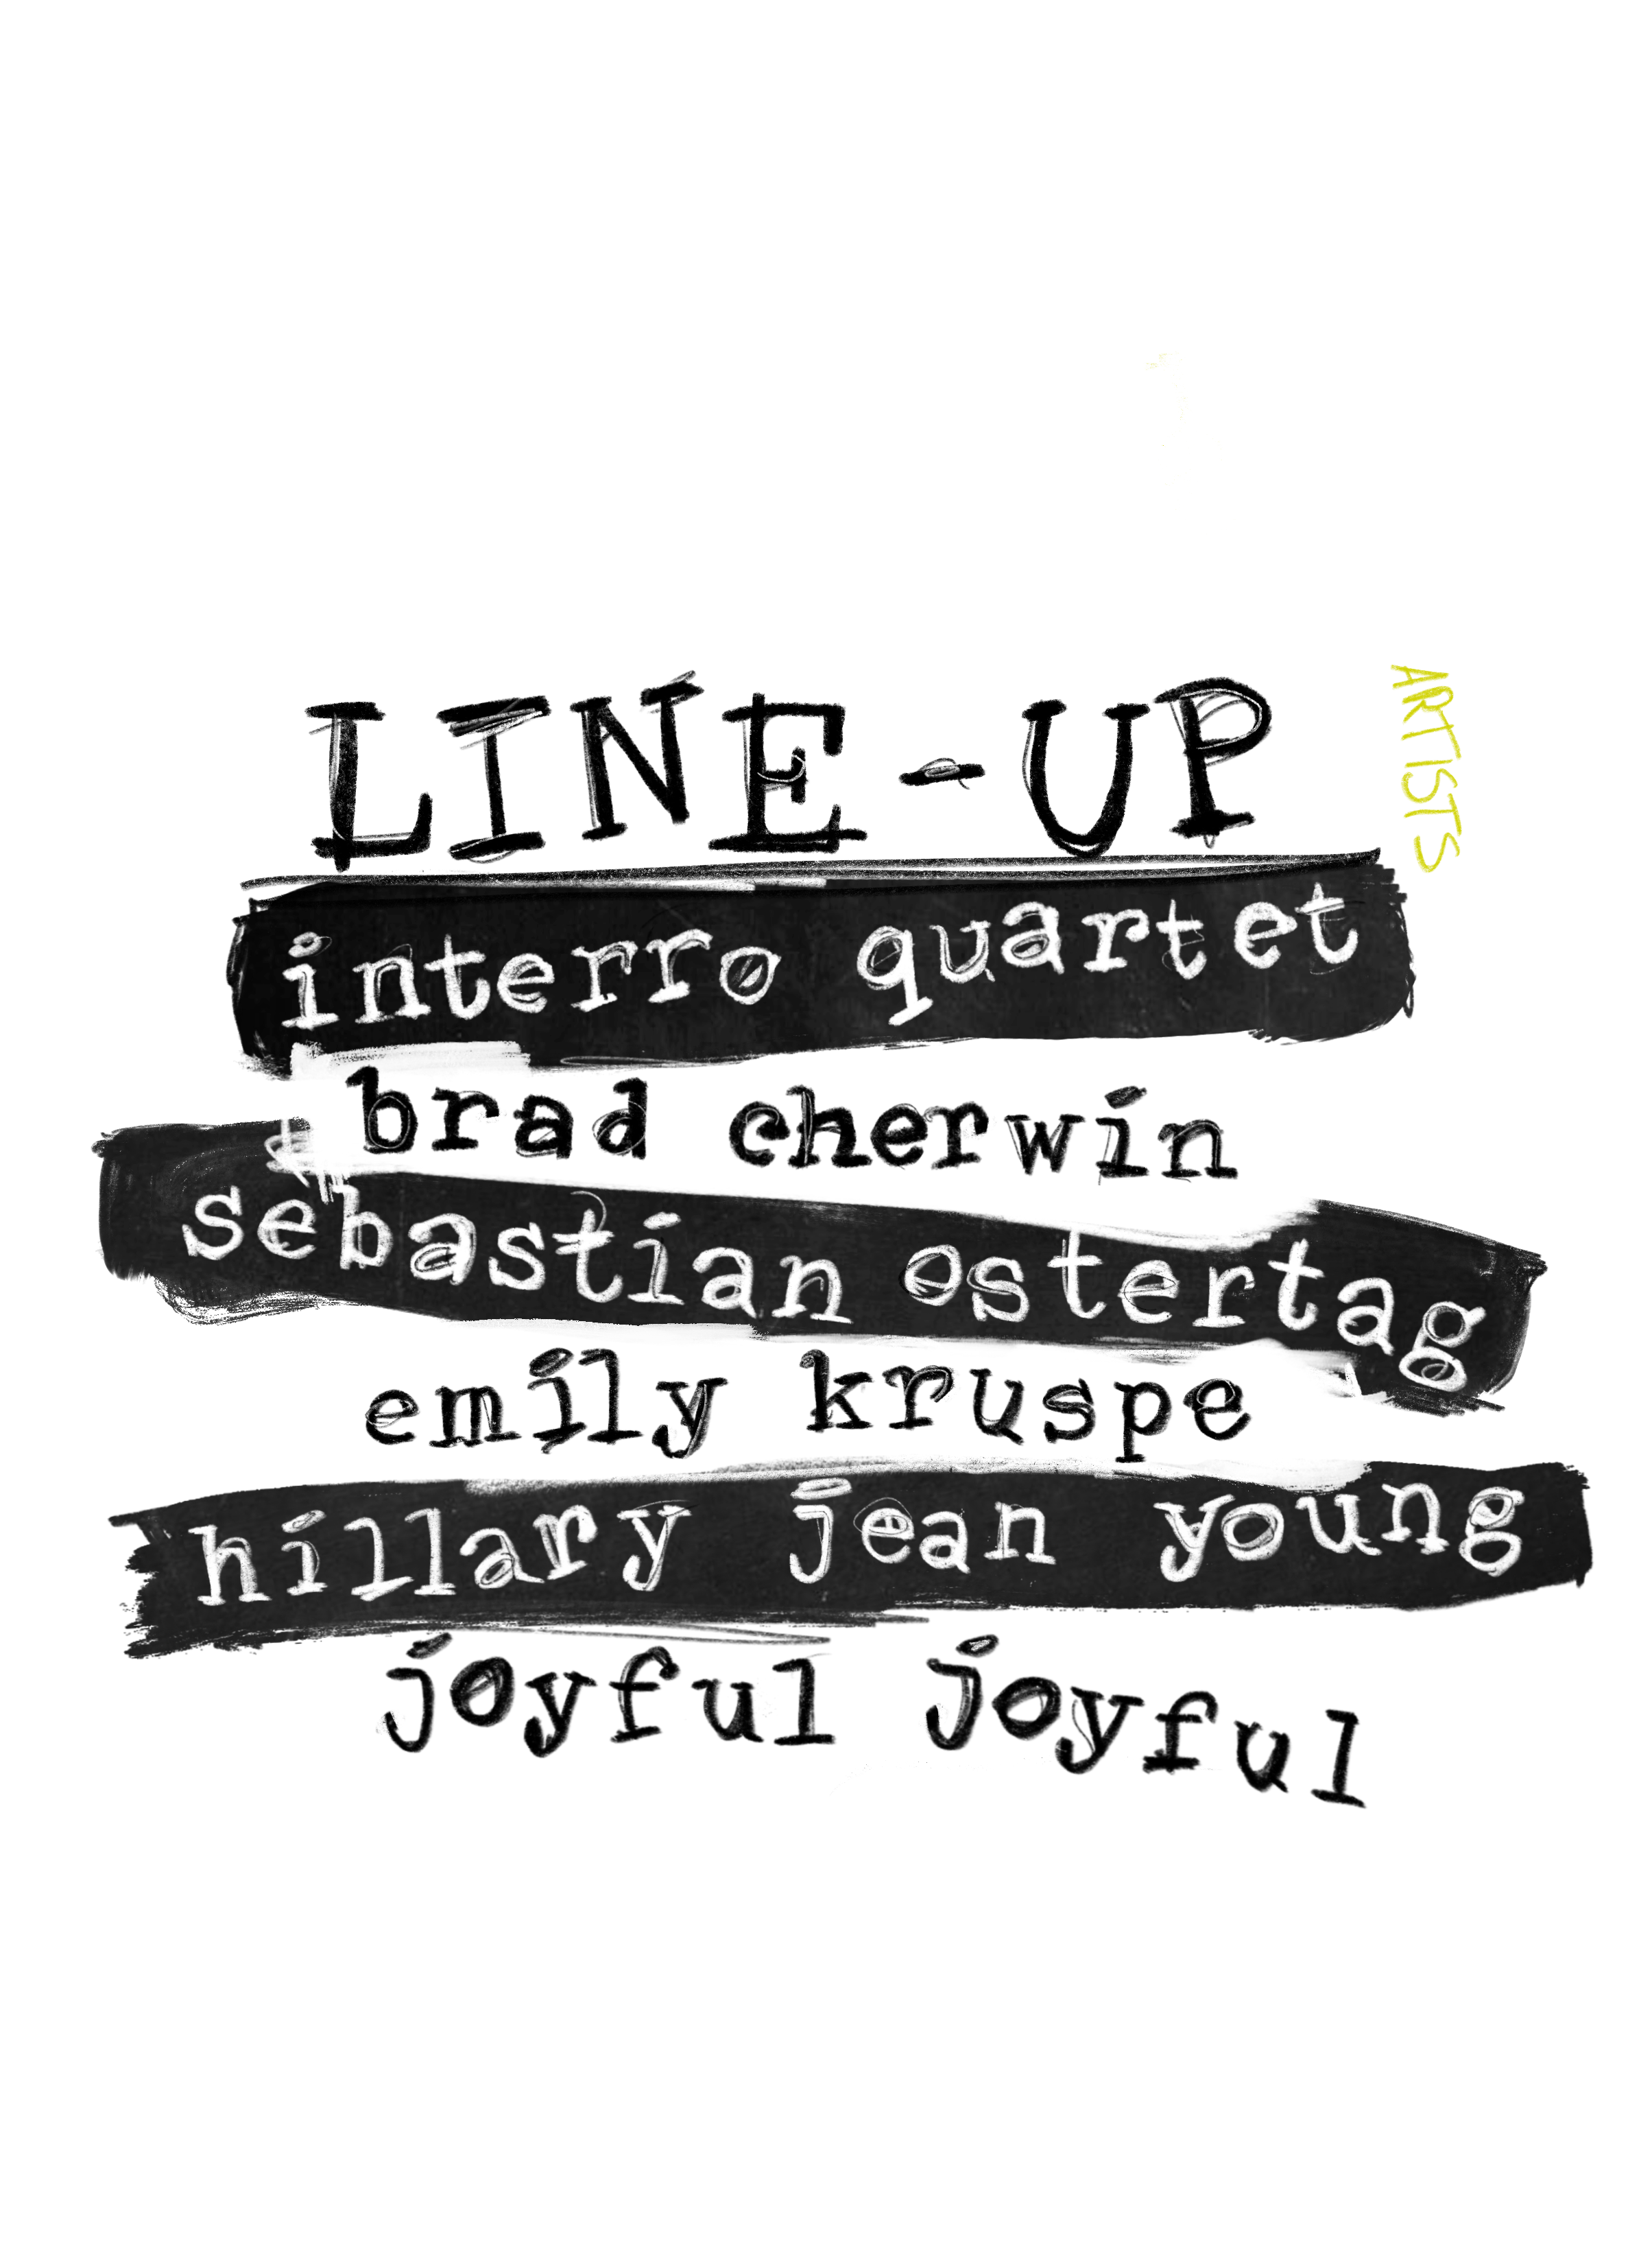 LINE-UP
ARTISTS
interro quartet
brad cherwin
sebastian ostertag
emily kruspe
hillary jean young
joyful joyful